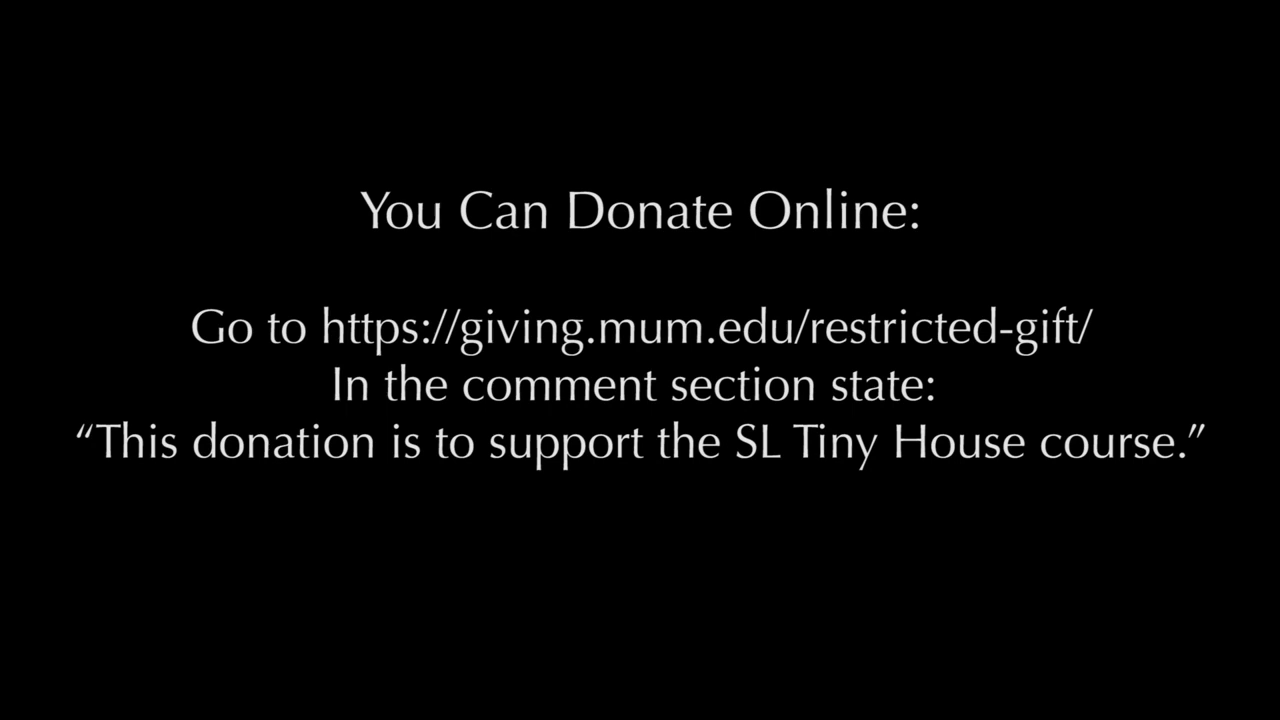 You Can Donate Online:
Go to https://giving.mum.edu/restricted-gift/
In the comment section state:
“This donation is to support the SL Tiny House course.”